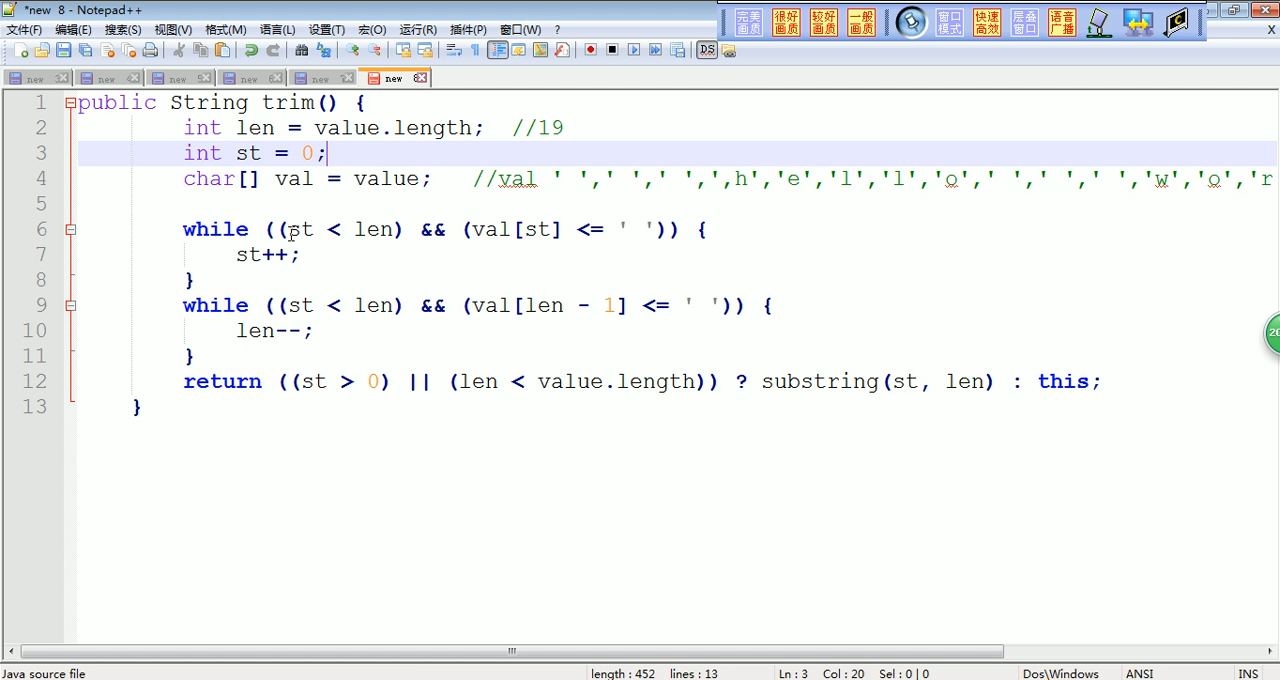 *new 8 - Notepad++
完美画质 很好画质 较好画质 一般画质 窗口模式 快速高效 层叠窗口 语音广播
文件(F) 编辑(E) 搜索(S) 视图(V) 格式(M) 语言(L) 设置(T) 宏(O) 运行(R) 插件(P) 窗口(W) ? X
new 3 new 4 new 5 new 6 new 7 new 8
1 public String trim() {
2 int len = value.length; //19
3 int st = 0;
4 char[] val = value; //val ' ',' ',' ',',h','e','l','l','o',' ',' ',' ','w','o','r
5
6 while ((st < len) && (val[st] <= ' ')) {
7 st++;
8 }
9 while ((st < len) && (val[len - 1] <= ' ')) {
10 len--;
11 }
12 return ((st > 0) || (len < value.length)) ? substring(st, len) : this;
13 }
Java source file length : 452 lines : 13 Ln : 3 Col : 20 Sel : 0 | 0 Dos\Windows ANSI INS